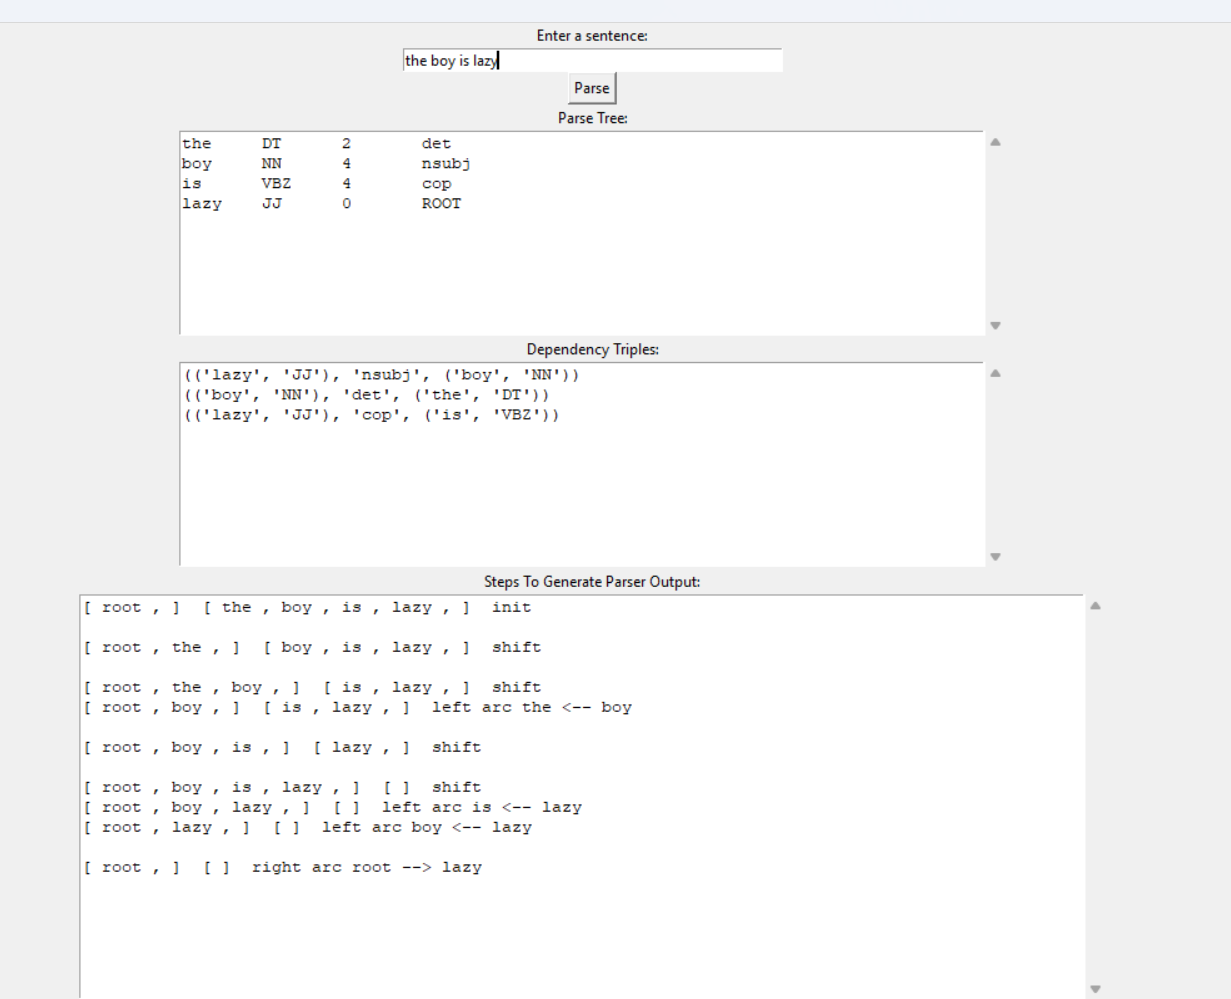 Enter a sentence:
the boy is lazy
Parse
Parse Tree:
the DT 2 det
boy NN 4 nsubj
is VBZ 4 cop
lazy JJ 0 ROOT
Dependency Triples:
(('lazy', 'JJ'), 'nsubj', ('boy', 'NN'))
(('boy', 'NN'), 'det', ('the', 'DT'))
(('lazy', 'JJ'), 'cop', ('is', 'VBZ'))
Steps To Generate Parser Output:
[ root , ] [ the , boy , is , lazy , ] init
[ root , the , ] [ boy , is , lazy , ] shift
[ root , the , boy , ] [ is , lazy , ] shift
[ root , boy , ] [ is , lazy , ] left arc the <-- boy
[ root , boy , is , ] [ lazy , ] shift
[ root , boy , is , lazy , ] [ ] shift
[ root , boy , lazy , ] [ ] left arc is <-- lazy
[ root , lazy , ] [ ] left arc boy <-- lazy
[ root , ] [ ] right arc root --> lazy